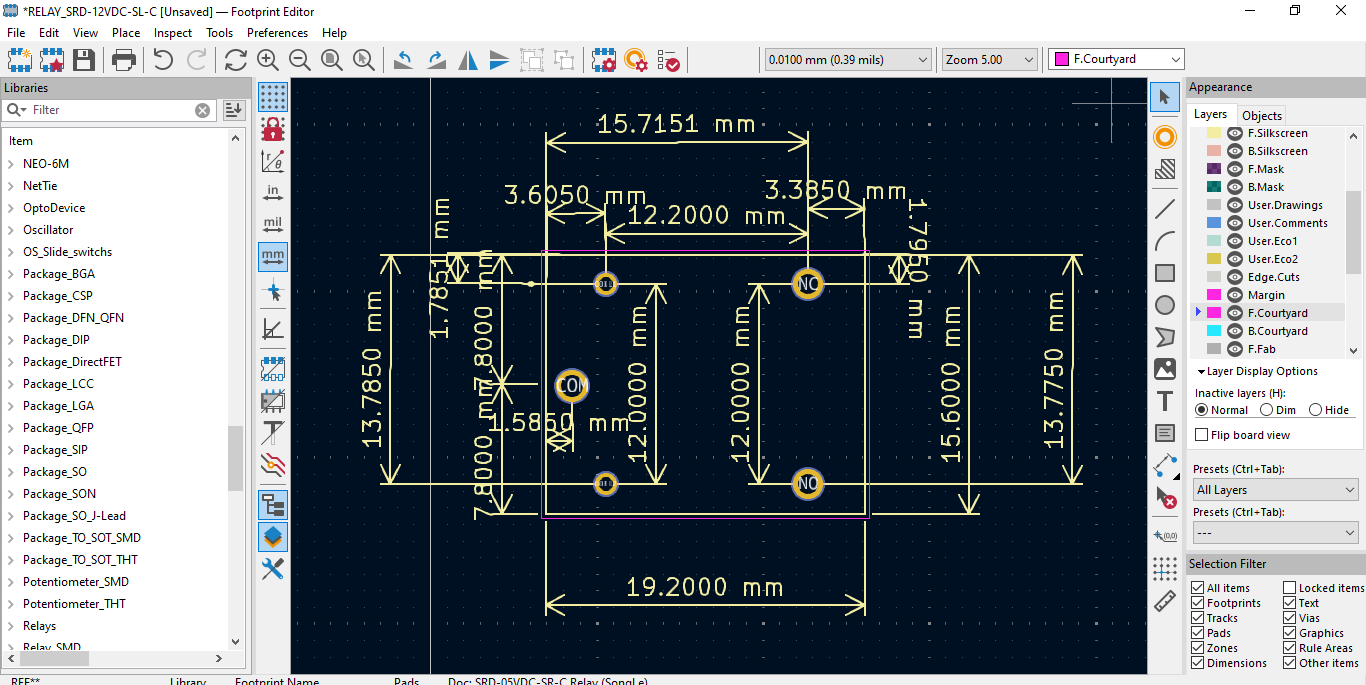 *RELAY_SRD-12VDC-SL-C [Unsaved] — Footprint Editor
File Edit View Place Inspect Tools Preferences Help
0.0100 mm (0.39 mils)
Zoom 5.00
F.Courtyard
Libraries
Filter
Item
NEO-6M
NetTie
OptoDevice
Oscillator
OS_Slide_switchs
Package_BGA
Package_CSP
Package_DFN_QFN
Package_DIP
Package_DirectFET
Package_LCC
Package_LGA
Package_QFP
Package_SIP
Package_SO
Package_SON
Package_SO_J-Lead
Package_TO_SOT_SMD
Package_TO_SOT_THT
Potentiometer_SMD
Potentiometer_THT
Relays
Relay_SMD
in
mil
mm
15.7151 mm
3.6050 mm
3.3850 mm
12.2000 mm
1.7851 mm
1.7950 mm
13.7850 mm
7.8000 mm
7.8000 mm
1.5850 mm
12.0000 mm
12.0000 mm
15.6000 mm
13.7750 mm
19.2000 mm
COIL
NO
COM
COIL
NO
(0,0)
Appearance
Layers Objects
F.Silkscreen
B.Silkscreen
F.Mask
B.Mask
User.Drawings
User.Comments
User.Eco1
User.Eco2
Edge.Cuts
Margin
F.Courtyard
B.Courtyard
F.Fab
Layer Display Options
Inactive layers (H):
Normal Dim Hide
Flip board view
Presets (Ctrl+Tab):
All Layers
Presets (Ctrl+Tab):
---
Selection Filter
All items Locked items
Footprints Text
Tracks Vias
Pads Graphics
Zones Rule Areas
Dimensions Other items
REF** Library Footprint Name Pads Doc: SRD-05VDC-SR-C Relay (SongLe)